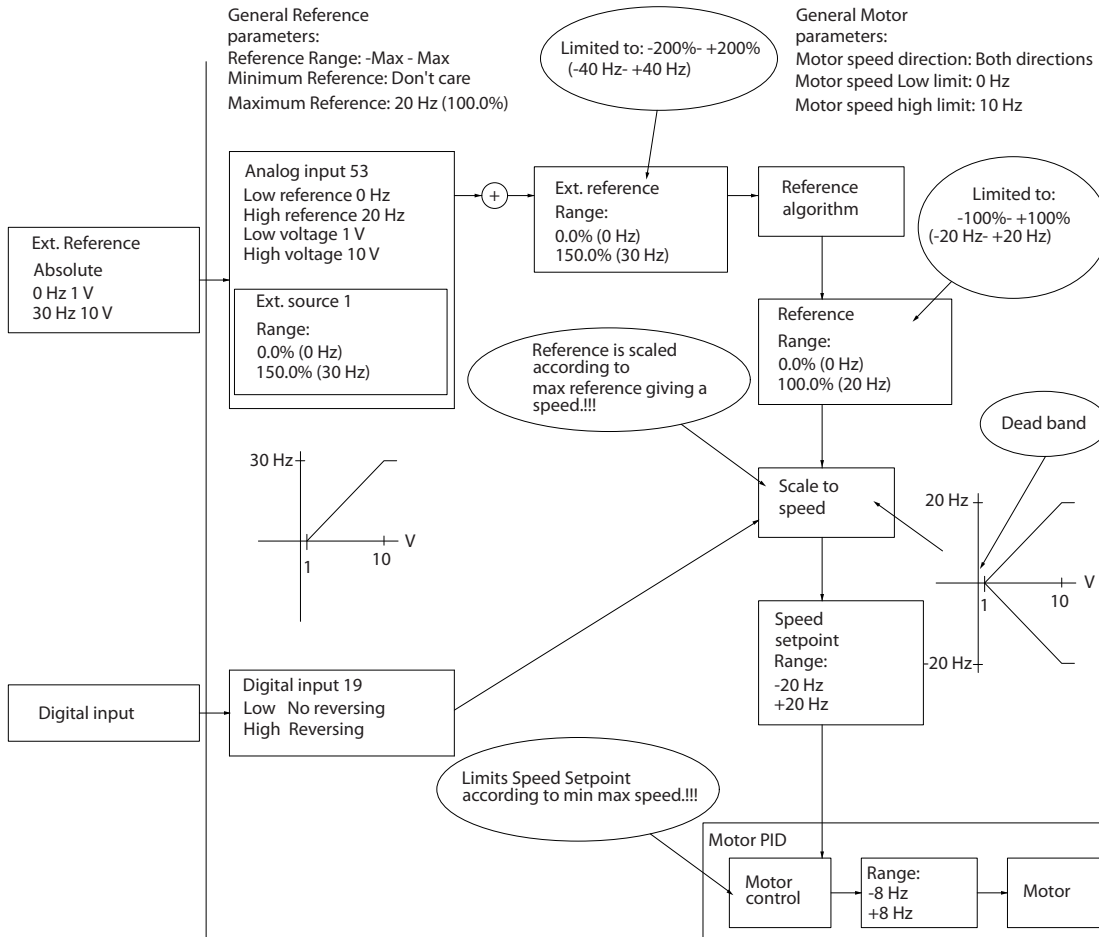 General Reference
parameters:
Reference Range: -Max - Max
Minimum Reference: Don't care
Maximum Reference: 20 Hz (100.0%)
Limited to: -200%- +200%
(-40 Hz- +40 Hz)
General Motor
parameters:
Motor speed direction: Both directions
Motor speed Low limit: 0 Hz
Motor speed high limit: 10 Hz
Ext. Reference
Absolute
0 Hz 1 V
30 Hz 10 V
Analog input 53
Low reference 0 Hz
High reference 20 Hz
Low voltage 1 V
High voltage 10 V
Ext. source 1
Range:
0.0% (0 Hz)
150.0% (30 Hz)
+
Ext. reference
Range:
0.0% (0 Hz)
150.0% (30 Hz)
Reference
algorithm
Limited to:
-100%- +100%
(-20 Hz- +20 Hz)
Reference
Range:
0.0% (0 Hz)
100.0% (20 Hz)
Reference is scaled
according to
max reference giving a
speed.!!!
Dead band
30 Hz
V
1
10
Scale to
speed
20 Hz
V
1
10
-20 Hz
Speed
setpoint
Range:
-20 Hz
+20 Hz
Digital input
Digital input 19
Low No reversing
High Reversing
Limits Speed Setpoint
according to min max speed.!!!
Motor PID
Motor
control
Range:
-8 Hz
+8 Hz
Motor